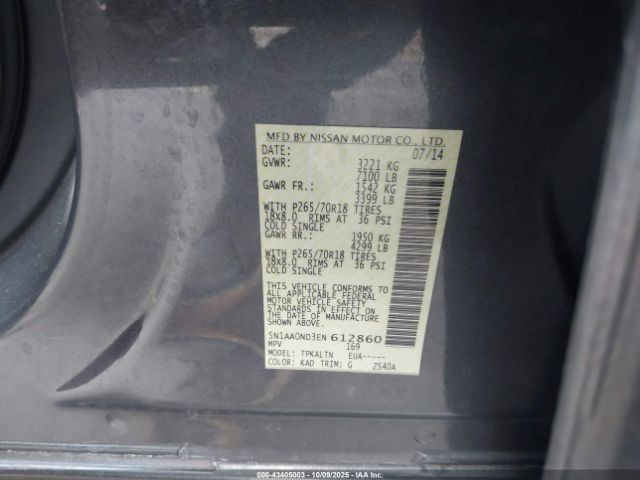 MFD BY NISSAN MOTOR CO., LTD.
DATE: 07/14
GVWR: 3221 KG
7100 LB
GAWR FR.: 1542 KG
3399 LB
WITH P265/70R18 TIRES
18x8.0 RIMS AT 36 PSI
COLD SINGLE
GAWR RR.: 1950 KG
4299 LB
WITH P265/70R18 TIRES
18x8.0 RIMS AT 36 PSI
COLD SINGLE
THIS VEHICLE CONFORMS TO
ALL APPLICABLE FEDERAL
MOTOR VEHICLE SAFETY
STANDARDS IN EFFECT ON
THE DATE OF MANUFACTURE
SHOWN ABOVE.
5N1AA0ND3EN612860
MPV 169
MODEL: TPKALTN EUA-----
COLOR: KAD TRIM: G 2S40A
000-43405003 - 10/09/2025 - IAAC.com